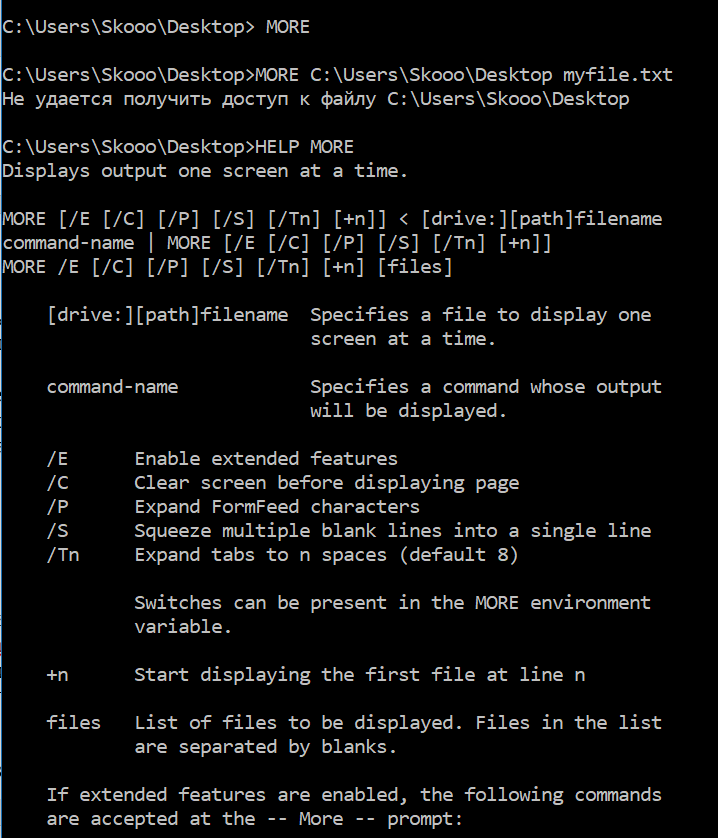 C:\Users\Skooo\Desktop> MORE
C:\Users\Skooo\Desktop>MORE C:\Users\Skooo\Desktop myfile.txt
Не удается получить доступ к файлу C:\Users\Skooo\Desktop
C:\Users\Skooo\Desktop>HELP MORE
Displays output one screen at a time.
MORE [/E [/C] [/P] [/S] [/Tn] [+n]] < [drive:][path]filename
command-name | MORE [/E [/C] [/P] [/S] [/Tn] [+n]]
MORE /E [/C] [/P] [/S] [/Tn] [+n] [files]
[drive:][path]filename  Specifies a file to display one
screen at a time.
command-name            Specifies a command whose output
will be displayed.
/E      Enable extended features
/C      Clear screen before displaying page
/P      Expand FormFeed characters
/S      Squeeze multiple blank lines into a single line
/Tn     Expand tabs to n spaces (default 8)
Switches can be present in the MORE environment
variable.
+n      Start displaying the first file at line n
files   List of files to be displayed. Files in the list
are separated by blanks.
If extended features are enabled, the following commands
are accepted at the -- More -- prompt: